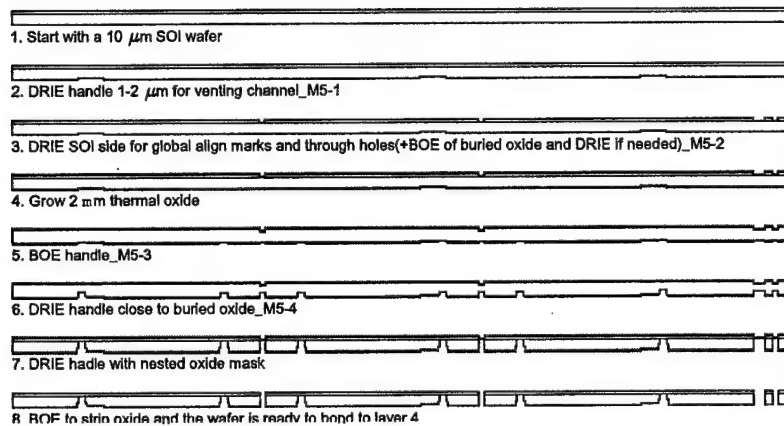 1. Start with a 10 μm SOI wafer
2. DRIE handle 1-2 μm for venting channel_M5-1
3. DRIE SOI side for global align marks and through holes(+BOE of buried oxide and DRIE if needed)_M5-2
4. Grow 2 mm thermal oxide
5. BOE handle_M5-3
6. DRIE handle close to buried oxide_M5-4
7. DRIE hadle with nested oxide mask
8. BOE to strip oxide and the wafer is ready to bond to layer 4